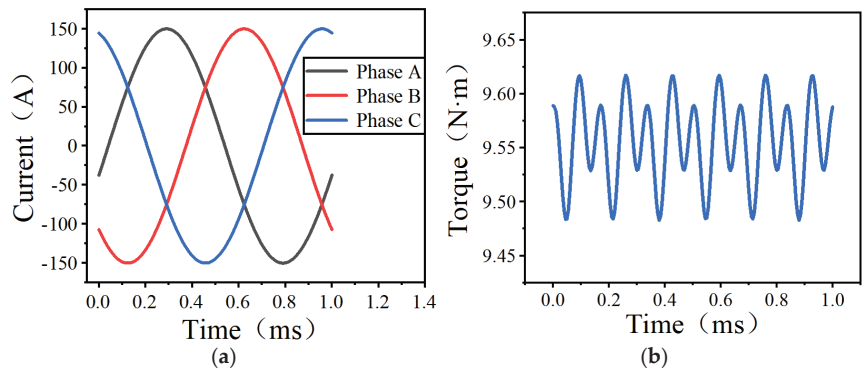 150
100
50
0
-50
-100
-150
Current（A）
Phase A
Phase B
Phase C
0.0 0.2 0.4 0.6 0.8 1.0 1.2 1.4
Time（ms）
(a)
9.65
9.60
9.55
9.50
9.45
Torque（N·m）
0.0 0.2 0.4 0.6 0.8 1.0
Time（ms）
(b)